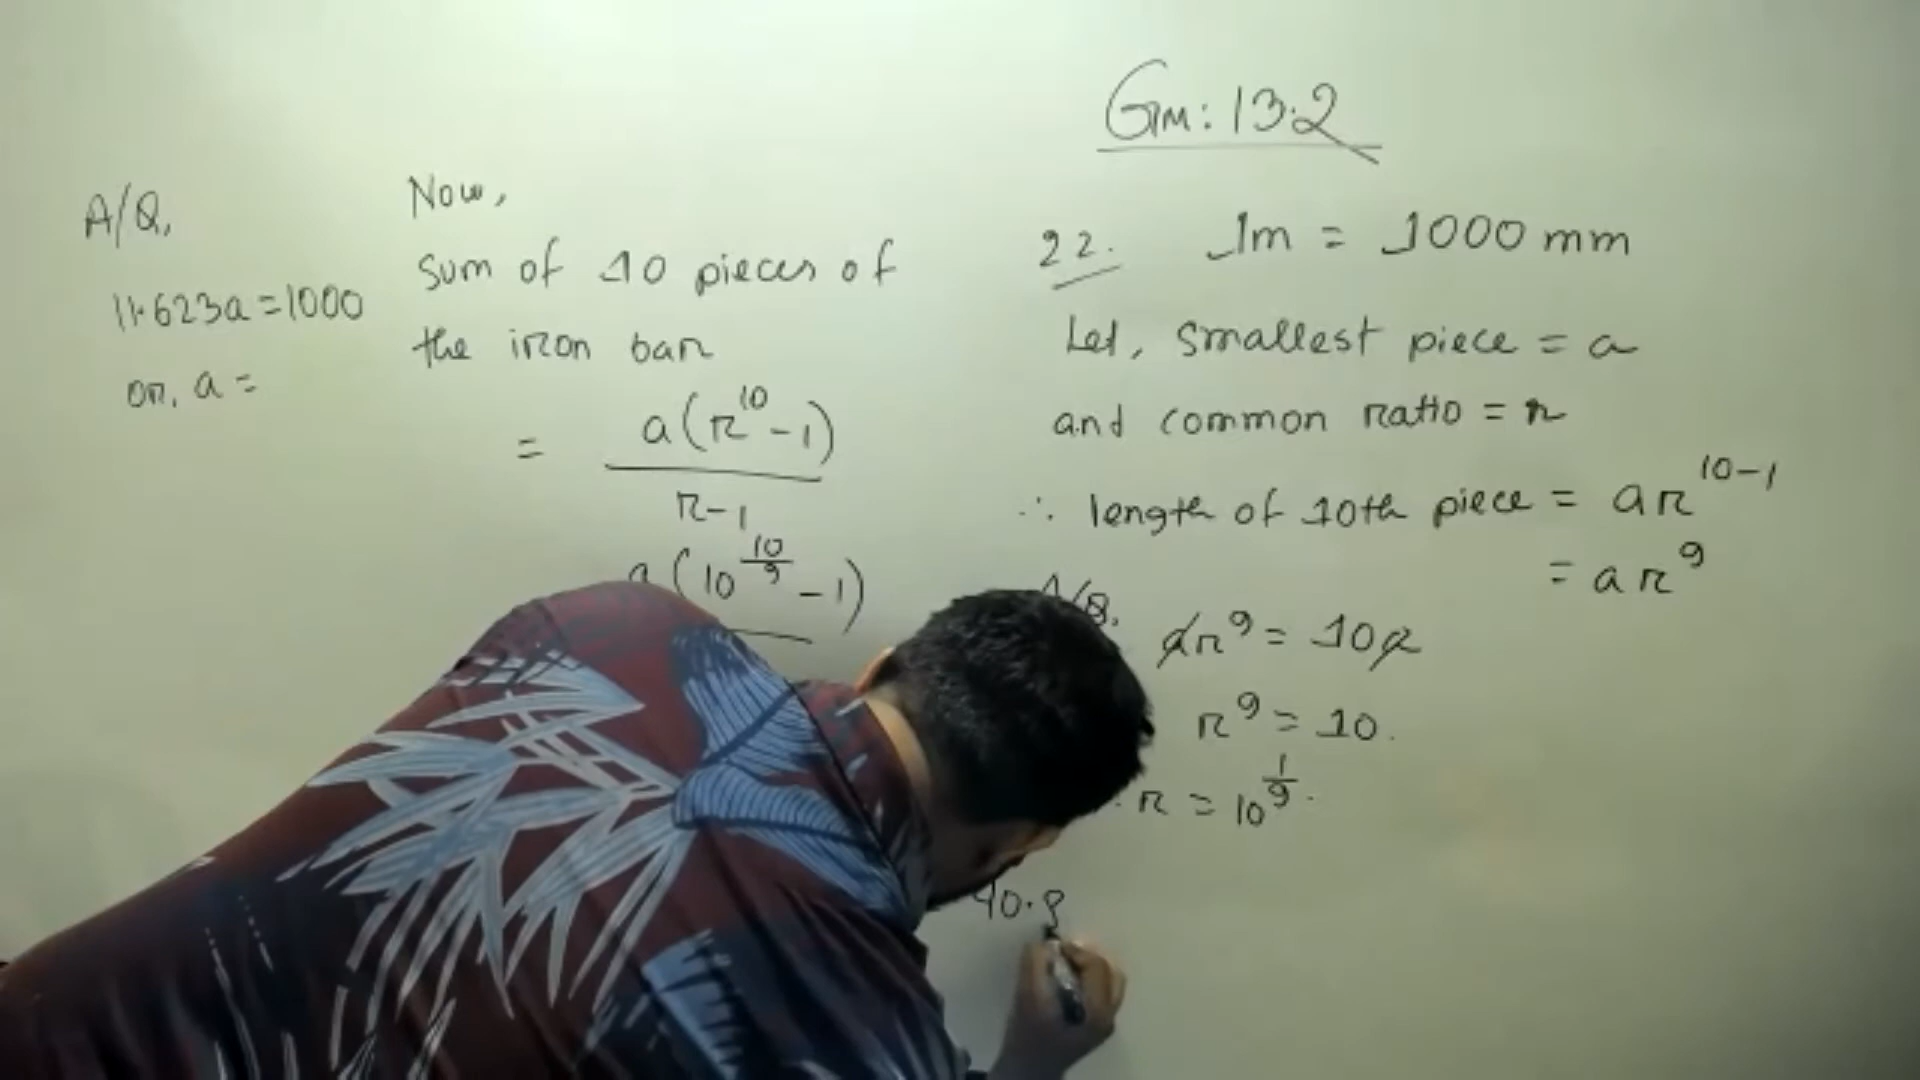 Gm: 13.2
22. 1m = 1000 mm
Let, smallest piece = a
and common ratio = r
∴ length of 10th piece = ar^{10-1}
= ar^9
A/Q,
ar^9 = 10a
r^9 = 10.
r = 10^{1/9}.
40.9
Now,
sum of 10 pieces of
the iron bar
= a(r^{10}-1)
r-1
a(10^{10/9}-1)
A/Q,
11.623a = 1000
or, a =